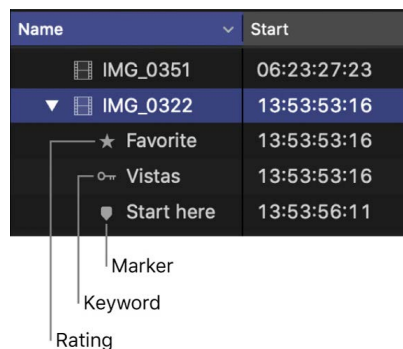 Name Start
IMG_0351 06:23:27:23
IMG_0322 13:53:53:16
Favorite 13:53:53:16
Vistas 13:53:53:16
Start here 13:53:56:11
Marker
Keyword
Rating